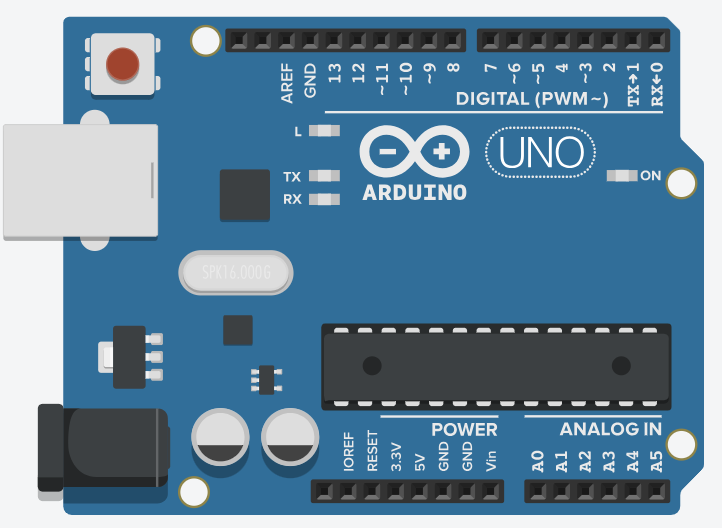 AREF
GND
13
12
~11
~10
~9
8
7
~6
~5
4
~3
2
TX→1
RX←0
DIGITAL (PWM~)
L
TX
RX
UNO
ON
ARDUINO
SPK16.000G
POWER
ANALOG IN
IOREF
RESET
3.3V
5V
GND
GND
Vin
A0
A1
A2
A3
A4
A5